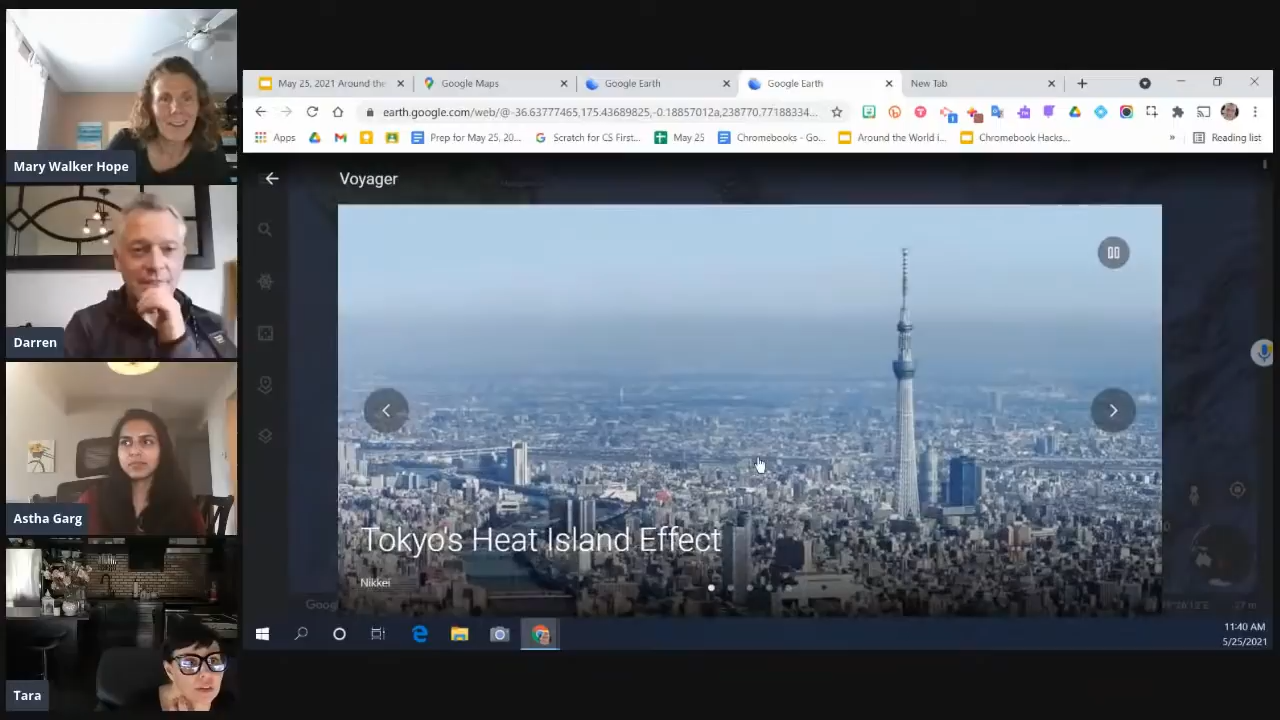 Mary Walker Hope
Darren
Astha Garg
Tara
May 25, 2021 Around the
Google Maps
Google Earth
Google Earth
New Tab
earth.google.com/web/@-36.63777465,175.43689825,-0.18857012a,238770.77188334...
Apps
Prep for May 25, 20...
Scratch for CS First...
May 25
Chromebooks - Go...
Around the World i...
Chromebook Hacks...
»
Reading list
Voyager
Tokyo's Heat Island Effect
Nikkei
Goog
11:40 AM
5/25/2021